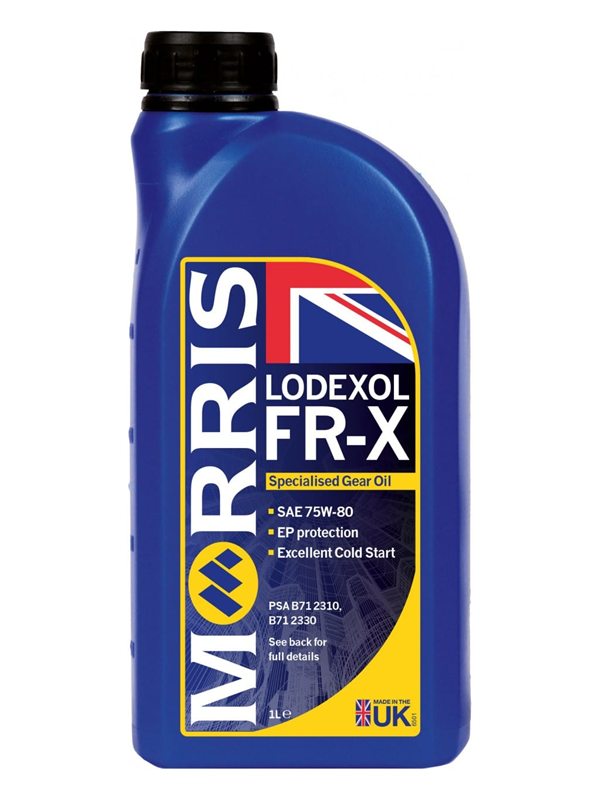 MORRIS
LODEXOL
FR-X
Specialised Gear Oil
▪ SAE 75W-80
▪ EP protection
▪ Excellent Cold Start
PSA B71 2310,
B71 2330
See back for
full details
1L ℮
MADE IN THE
UK